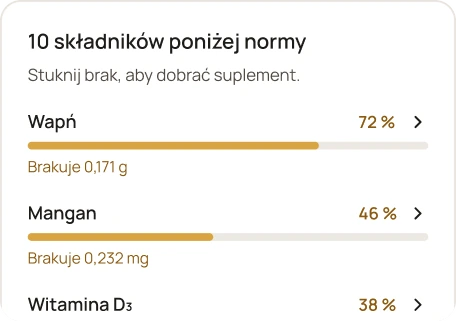 10 składników poniżej normy
Stuknij brak, aby dobrać suplement.
Wapń 72 %
Brakuje 0,171 g
Mangan 46 %
Brakuje 0,232 mg
Witamina D₃ 38 %